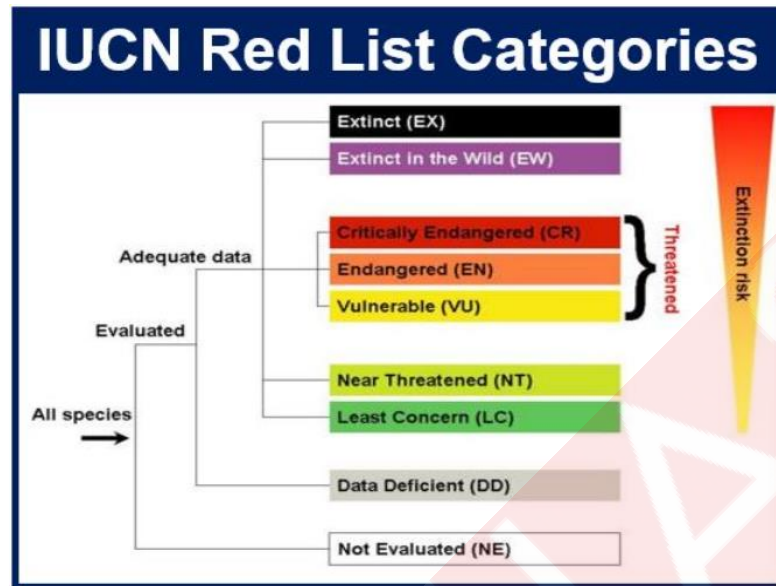 IUCN Red List Categories
Extinct (EX)
Extinct in the Wild (EW)
Critically Endangered (CR)
Adequate data
Endangered (EN)
Vulnerable (VU)
Threatened
Extinction risk
Evaluated
Near Threatened (NT)
All species
Least Concern (LC)
Data Deficient (DD)
Not Evaluated (NE)